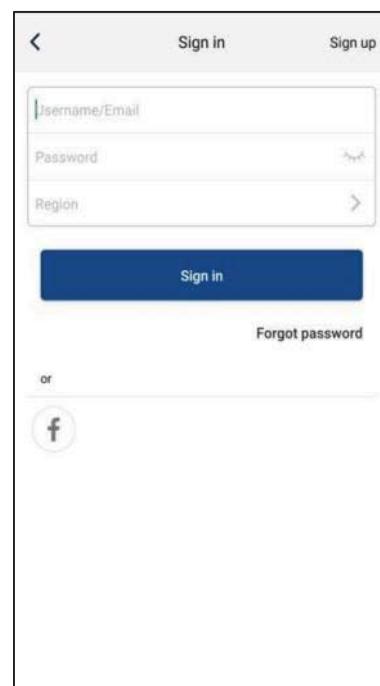 Sign in Sign up
Username/Email
Password
Region
Sign in
Forgot password
or
f